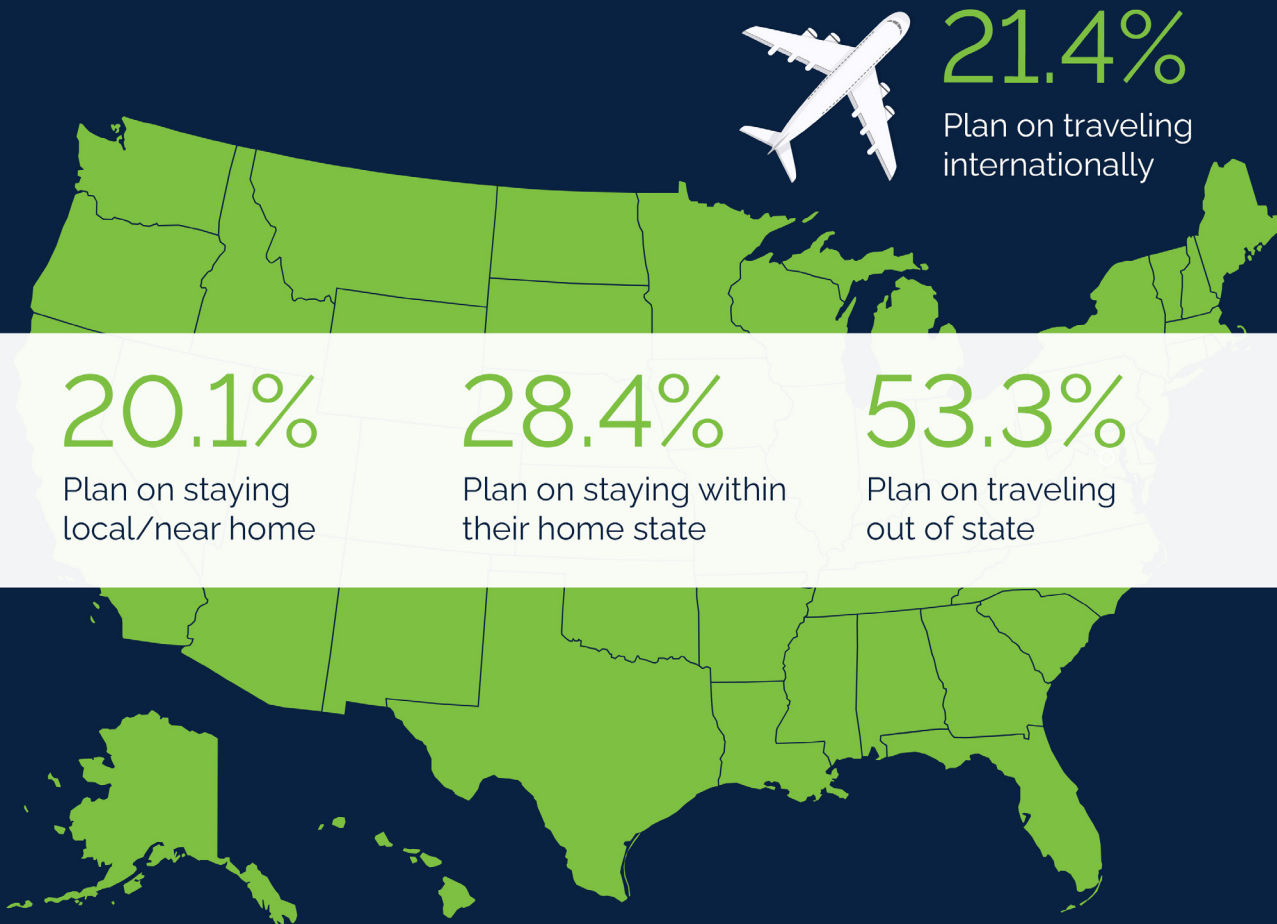 21.4%
Plan on traveling
internationally
20.1%
Plan on staying
local/near home
28.4%
Plan on staying within
their home state
53.3%
Plan on traveling
out of state